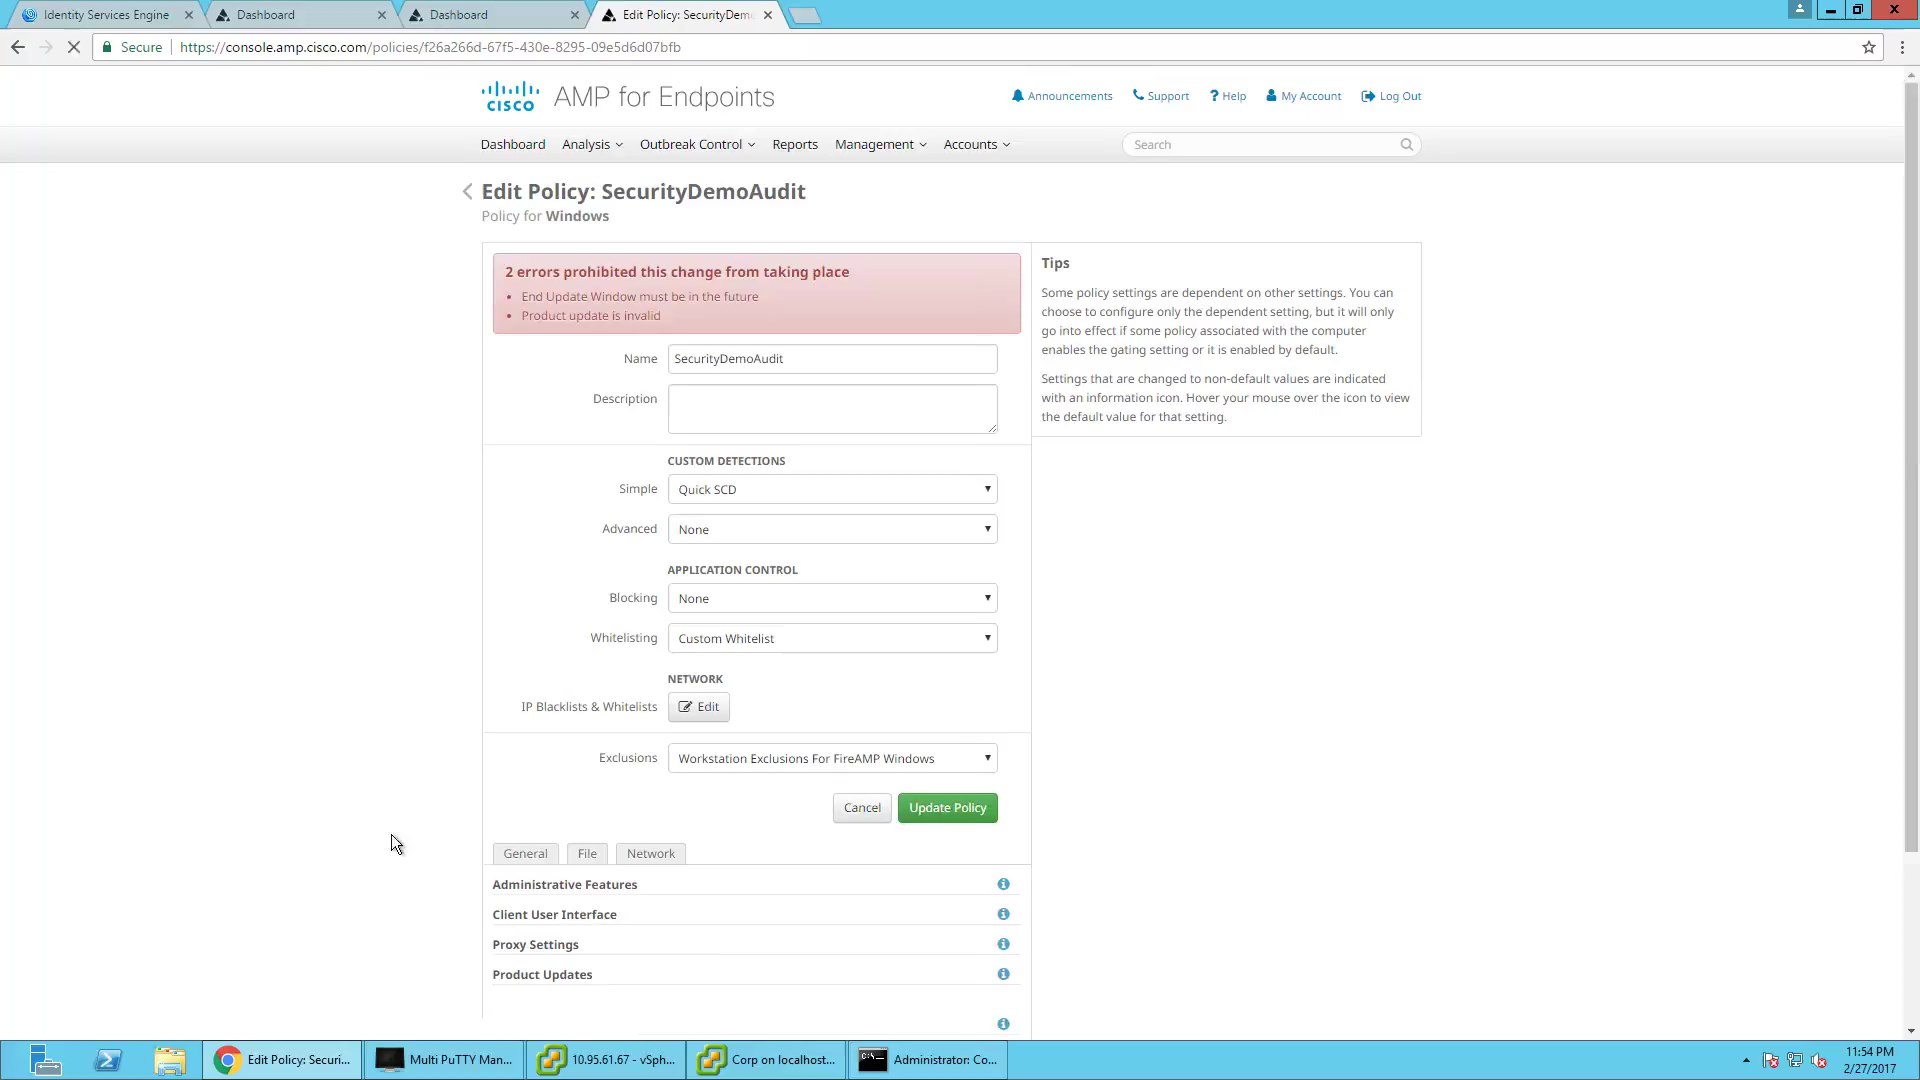 Identity Services Engine
Dashboard
Dashboard
Edit Policy: SecurityDem
Secure
https://console.amp.cisco.com/policies/f26a266d-67f5-430e-8295-09e5d6d07bfb
cisco
AMP for Endpoints
Announcements
Support
? Help
My Account
Log Out
Dashboard
Analysis
Outbreak Control
Reports
Management
Accounts
Search
Edit Policy: SecurityDemoAudit
Policy for Windows
2 errors prohibited this change from taking place
• End Update Window must be in the future
• Product update is invalid
Tips
Some policy settings are dependent on other settings. You can
choose to configure only the dependent setting, but it will only
go into effect if some policy associated with the computer
enables the gating setting or it is enabled by default.
Settings that are changed to non-default values are indicated
with an information icon. Hover your mouse over the icon to view
the default value for that setting.
Name
SecurityDemoAudit
Description
CUSTOM DETECTIONS
Simple
Quick SCD
Advanced
None
APPLICATION CONTROL
Blocking
None
Whitelisting
Custom Whitelist
NETWORK
IP Blacklists & Whitelists
Edit
Exclusions
Workstation Exclusions For FireAMP Windows
Cancel
Update Policy
General
File
Network
Administrative Features
Client User Interface
Proxy Settings
Product Updates
Edit Policy: Securi...
Multi PuTTY Man...
10.95.61.67 - vSph...
Corp on localhost...
Administrator: Co...
11:54 PM
2/27/2017